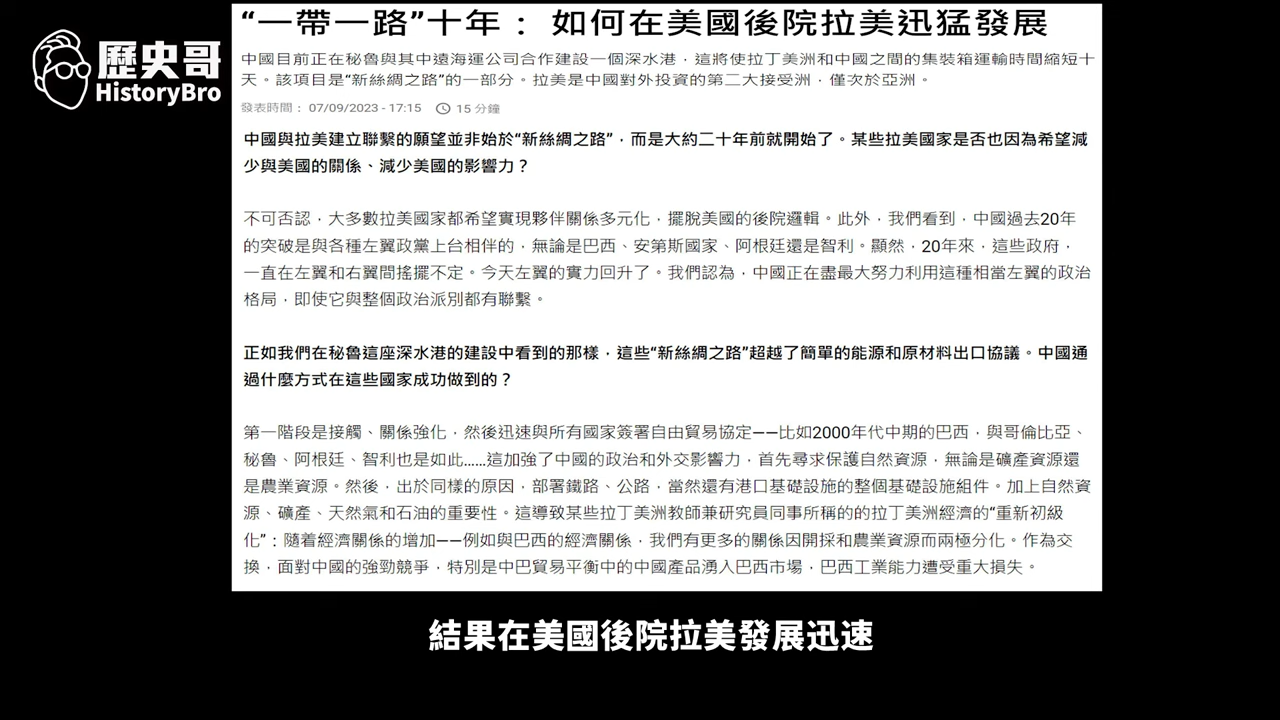 歷史哥
HistoryBro
“一帶一路”十年： 如何在美國後院拉美迅猛發展
中國目前正在秘魯與其中遠海運公司合作建設一個深水港，這將使拉丁美洲和中國之間的集裝箱運輸時間縮短十
天。該項目是“新絲綢之路”的一部分。拉美是中國對外投資的第二大接受洲，僅次於亞洲。
發表時間： 07/09/2023 - 17:15 15 分鐘
中國與拉美建立聯繫的願望並非始於“新絲綢之路”，而是大約二十年前就開始了。某些拉美國家是否也因為希望減
少與美國的關係、減少美國的影響力？
不可否認，大多數拉美國家都希望實現夥伴關係多元化，擺脫美國的後院邏輯。此外，我們看到，中國過去20年
的突破是與各種左翼政黨上台相伴的，無論是巴西、安第斯國家、阿根廷還是智利。顯然，20年來，這些政府，
一直在左翼和右翼間搖擺不定。今天左翼的實力回升了。我們認為，中國正在盡最大努力利用這種相當左翼的政治
格局，即使它與整個政治派別都有聯繫。
正如我們在秘魯這座深水港的建設中看到的那樣，這些“新絲綢之路”超越了簡單的能源和原材料出口協議。中國通
過什麼方式在這些國家成功做到的？
第一階段是接觸、關係強化，然後迅速與所有國家簽署自由貿易協定——比如2000年代中期的巴西，與哥倫比亞、
秘魯、阿根廷、智利也是如此……這加強了中國的政治和外交影響力，首先尋求保護自然資源，無論是礦產資源還
是農業資源。然後，出於同樣的原因，部署鐵路、公路，當然還有港口基礎設施的整個基礎設施組件。加上自然資
源、礦產、天然氣和石油的重要性。這導致某些拉丁美洲教師兼研究員同事所稱的的拉丁美洲經濟的“重新初級
化”：隨着經濟關係的增加——例如與巴西的經濟關係，我們有更多的關係因開採和農業資源而兩極分化。作為交
換，面對中國的強勁競爭，特別是中巴貿易平衡中的中國產品湧入巴西市場，巴西工業能力遭受重大損失。
結果在美國後院拉美發展迅速